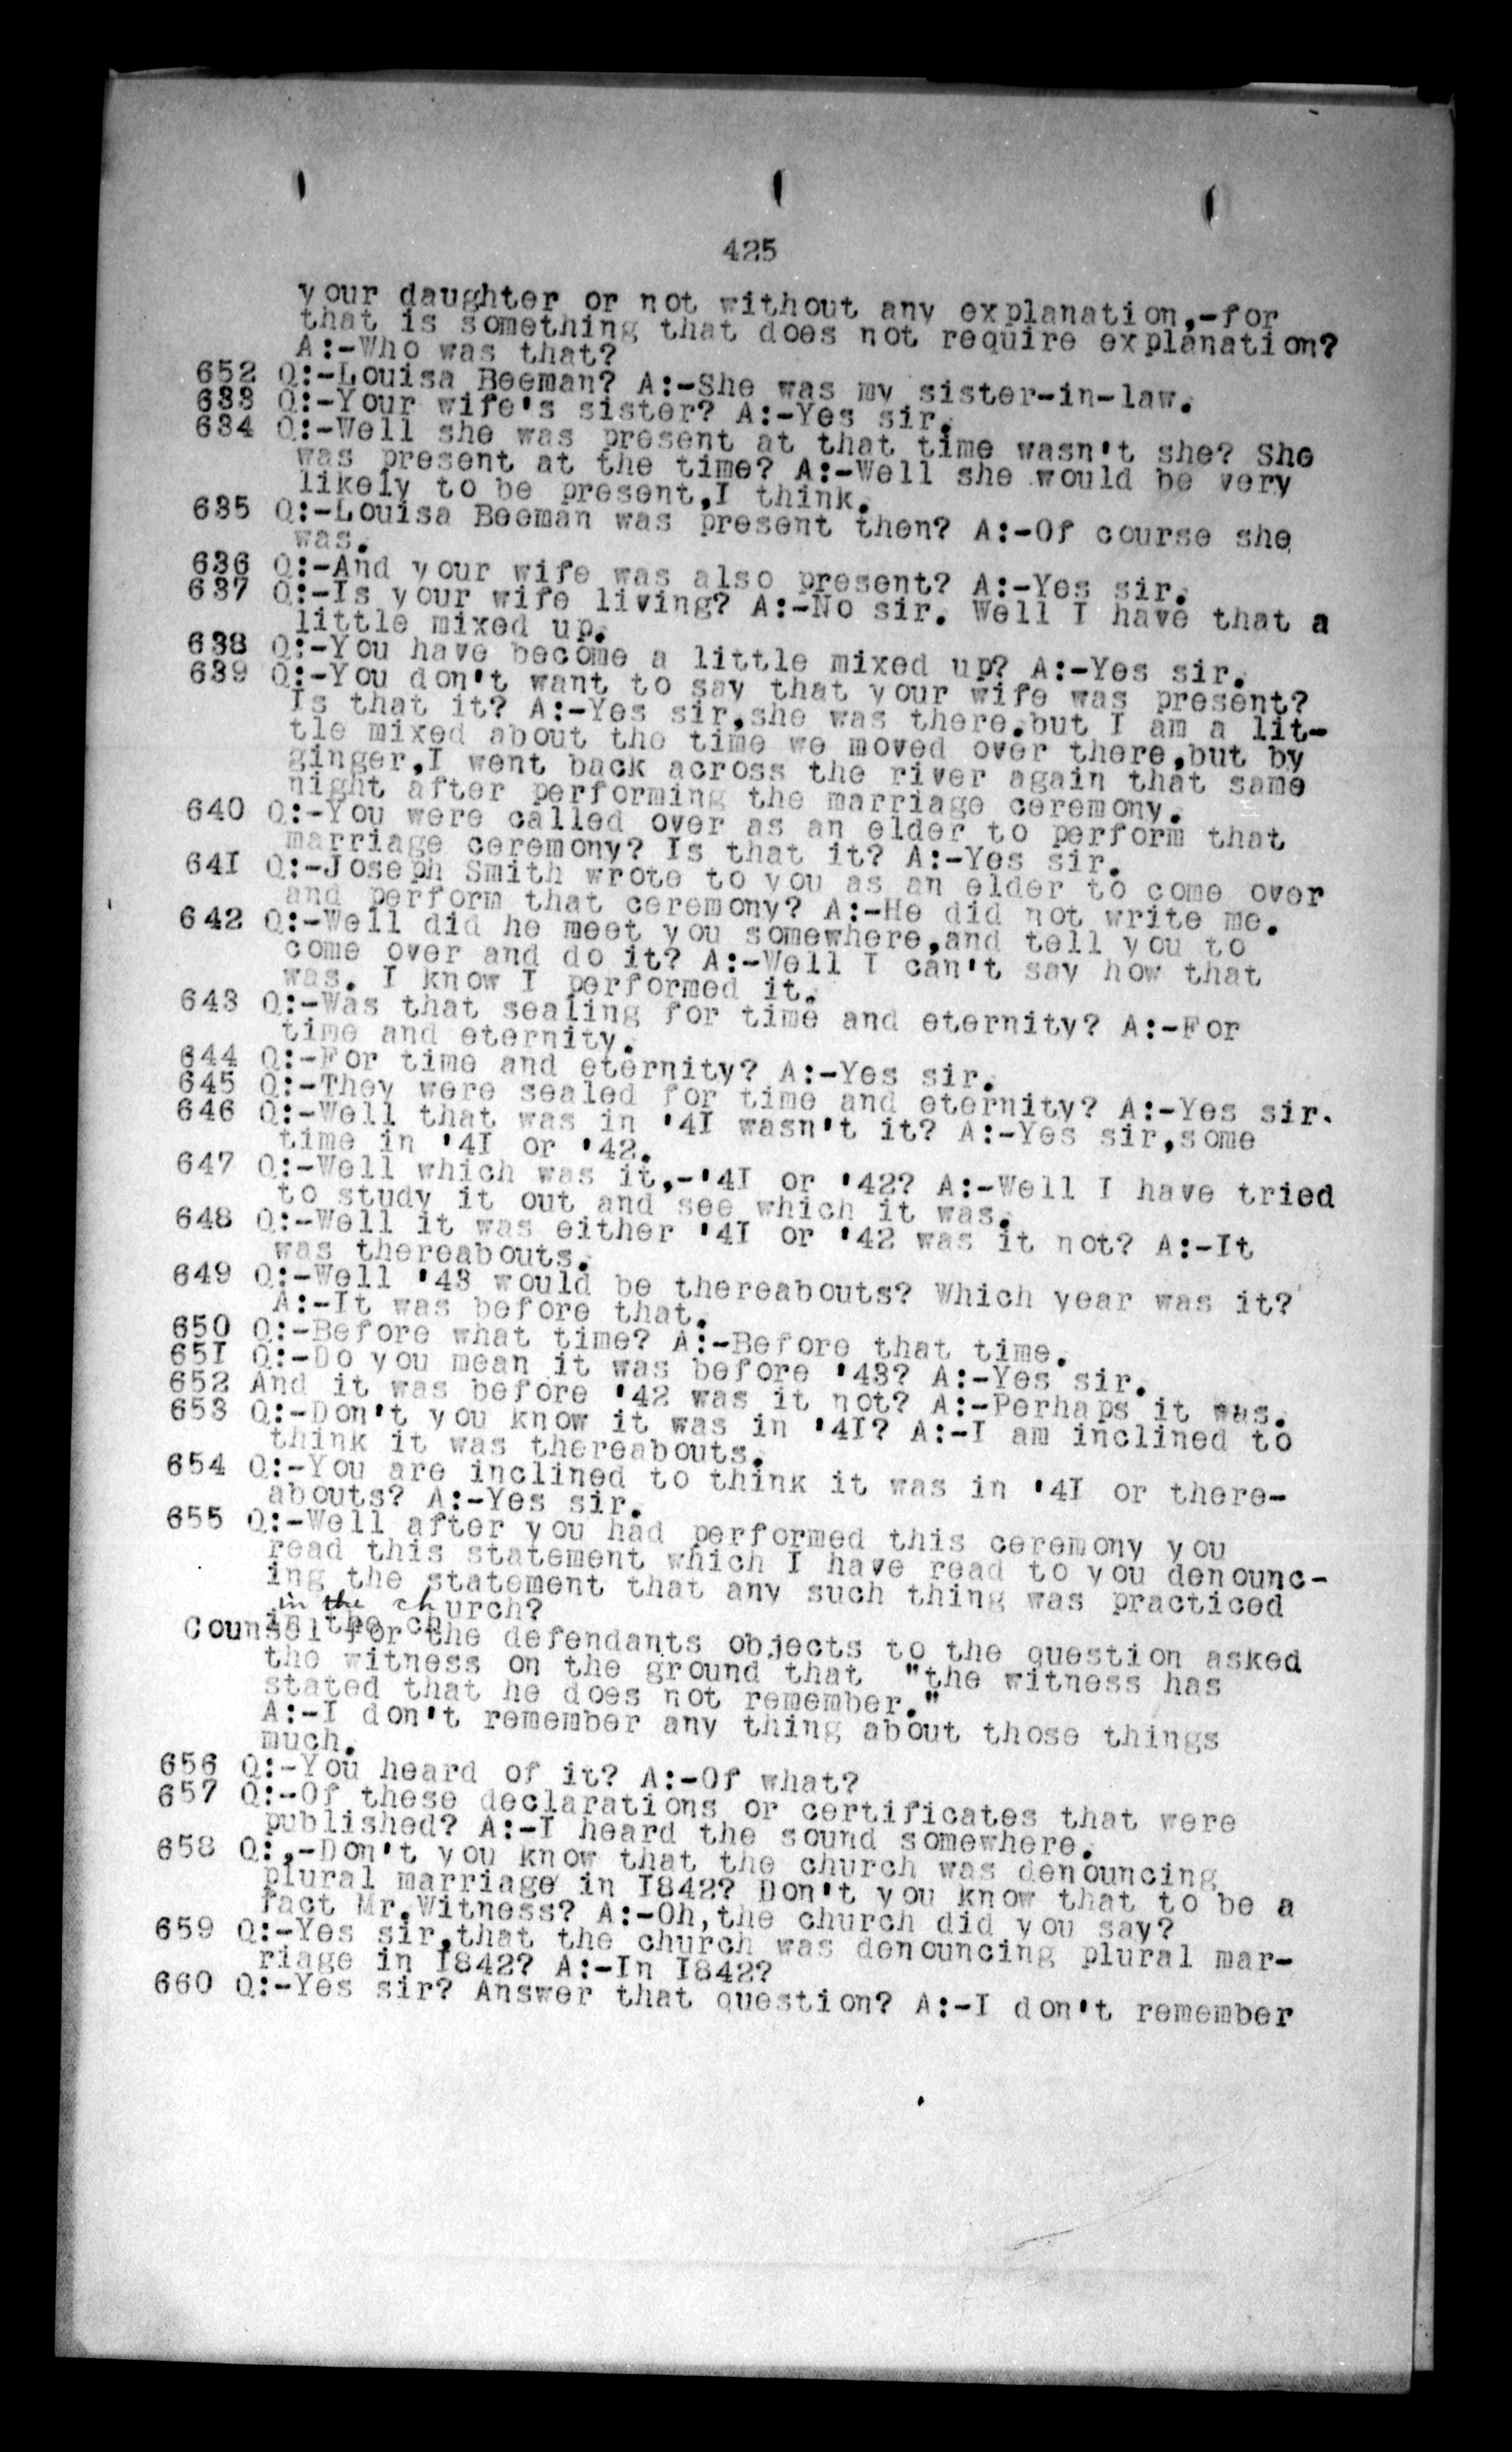 425
your daughter or not without any explanation,-for
that is something that does not require explanation?
A:-Who was that?
652 Q:-Louisa Beeman? A:-She was my sister-in-law.
633 Q:-Your wife's sister? A:-Yes sir.
634 Q:-Well she was present at that time wasn't she? She
was present at the time? A:-Well she would be very
likely to be present,I think.
635 Q:-Louisa Beeman was present then? A:-Of course she
was.
636 Q:-And your wife was also present? A:-Yes sir.
637 Q:-Is your wife living? A:-No sir. Well I have that a
little mixed up.
638 Q:-You have become a little mixed up? A:-Yes sir.
639 Q:-You don't want to say that your wife was present?
Is that it? A:-Yes sir,she was there.but I am a lit-
tle mixed about the time we moved over there,but by
ginger,I went back across the river again that same
night after performing the marriage ceremony.
640 Q:-You were called over as an elder to perform that
marriage ceremony? Is that it? A:-Yes sir.
64I Q:-Joseph Smith wrote to you as an elder to come over
and perform that ceremony? A:-He did not write me.
642 Q:-Well did he meet you somewhere,and tell you to
come over and do it? A:-Well I can't say how that
was. I know I performed it.
643 Q:-Was that sealing for time and eternity? A:-For
time and eternity.
644 Q:-For time and eternity? A:-Yes sir.
645 Q:-They were sealed for time and eternity? A:-Yes sir.
646 Q:-Well that was in '4I wasn't it? A:-Yes sir,some
time in '4I or '42.
647 Q:-Well which was it,-'4I or '42? A:-Well I have tried
to study it out and see which it was.
648 Q:-Well it was either '4I or '42 was it not? A:-It
was thereabouts.
649 Q:-Well '43 would be thereabouts? Which year was it?
A:-It was before that.
650 Q:-Before what time? A:-Before that time.
65I Q:-Do you mean it was before '43? A:-Yes sir.
652 And it was before '42 was it not? A:-Perhaps it was.
653 Q:-Don't you know it was in '4I? A:-I am inclined to
think it was thereabouts.
654 Q:-You are inclined to think it was in '4I or there-
abouts? A:-Yes sir.
655 Q:-Well after you had performed this ceremony you
read this statement which I have read to you denounc-
ing the statement that any such thing was practiced
in the church?
Counsel for the defendants objects to the question asked
the witness on the ground that "the witness has
stated that he does not remember."
A:-I don't remember any thing about those things
much.
656 Q:-You heard of it? A:-Of what?
657 Q:-Of these declarations or certificates that were
published? A:-I heard the sound somewhere.
658 Q:,-Don't you know that the church was denouncing
plural marriage in I842? Don't you know that to be a
fact Mr.Witness? A:-Oh,the church did you say?
659 Q:-Yes sir,that the church was denouncing plural mar-
riage in I842? A:-In I842?
660 Q:-Yes sir? Answer that question? A:-I don't remember